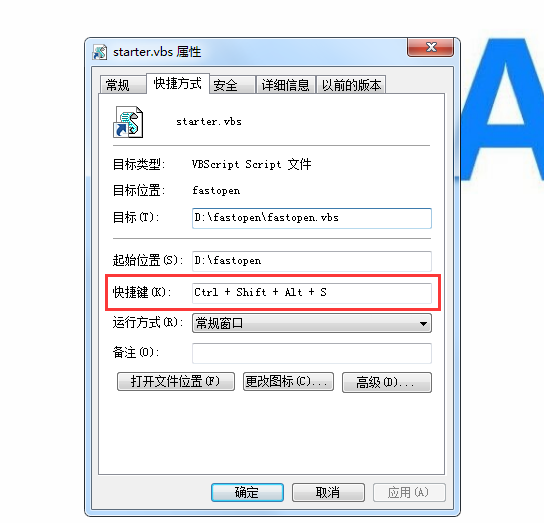 starter.vbs 属性
常规 快捷方式 安全 详细信息 以前的版本
starter.vbs
目标类型: VBScript Script 文件
目标位置: fastopen
目标(T): D:\fastopen\fastopen.vbs
起始位置(S): D:\fastopen
快捷键(K): Ctrl + Shift + Alt + S
运行方式(R): 常规窗口
备注(O):
打开文件位置(F) 更改图标(C)... 高级(D)...
确定 取消 应用(A)
A